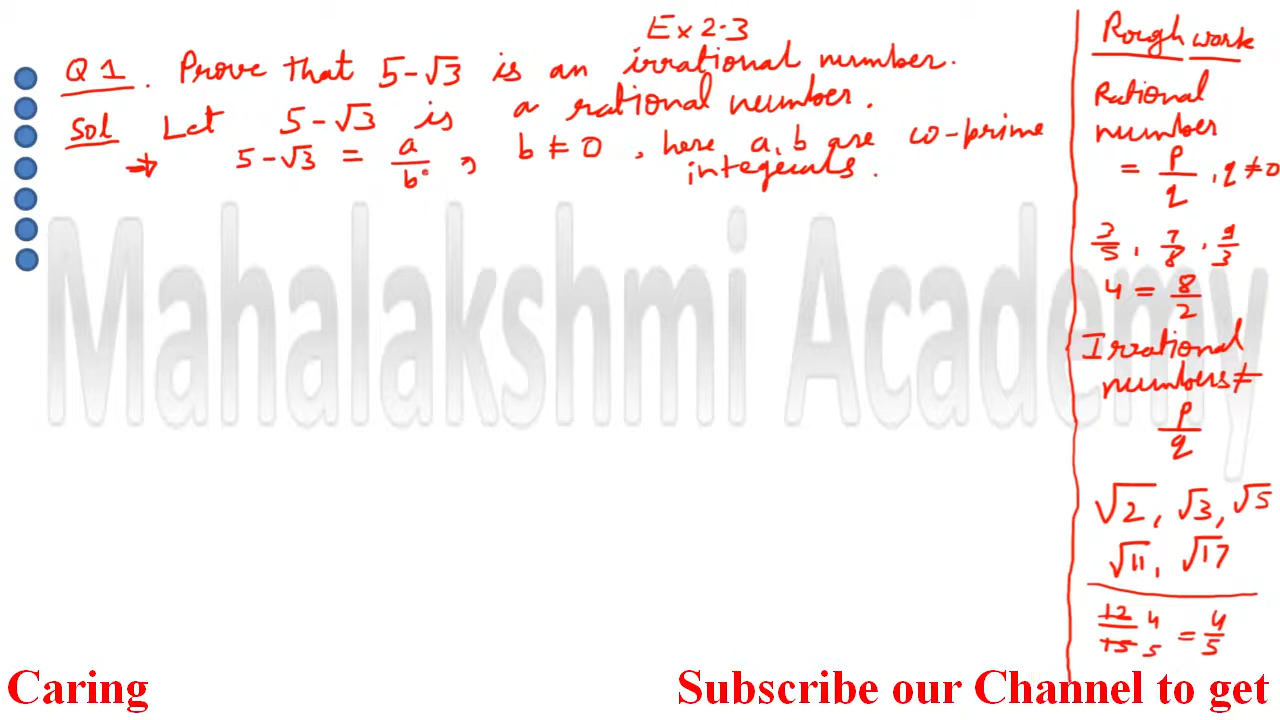 Ex 2.3
Q 1. Prove that 5-√3 is an irrational number.
Sol Let 5-√3 is a rational number.
⇒ 5-√3 = a/b, b ≠ 0, here a, b are co-prime
integerals.
Rough work
Rational
number
= p/q, q ≠ 0
3/5, 7/8, 9/3
4 = 8/2
Irrational
numbers ≠
p/q
√2, √3, √5
√11, √17
12/15 4/5 = 4/5
Mahalakshmi Academy
Caring
Subscribe our Channel to get